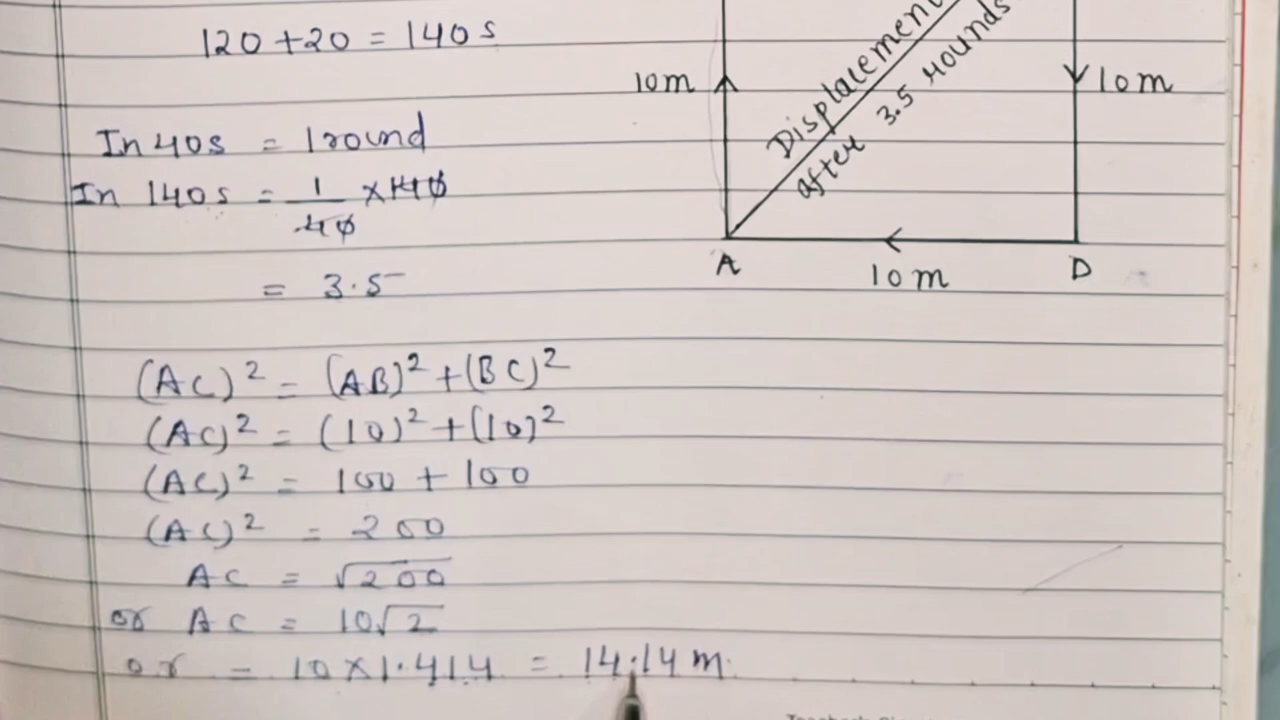 120 + 20 = 140 s
In 40s = 1 round
In 140s = 1/40 × 140
= 3.5
(AC)² = (AB)² + (BC)²
(AC)² = (10)² + (10)²
(AC)² = 100 + 100
(AC)² = 200
AC = √200
or AC = 10√2
or = 10 × 1.414 = 14.14 m.
10m
Displacement
after 3.5 rounds
10m
A
10m
D